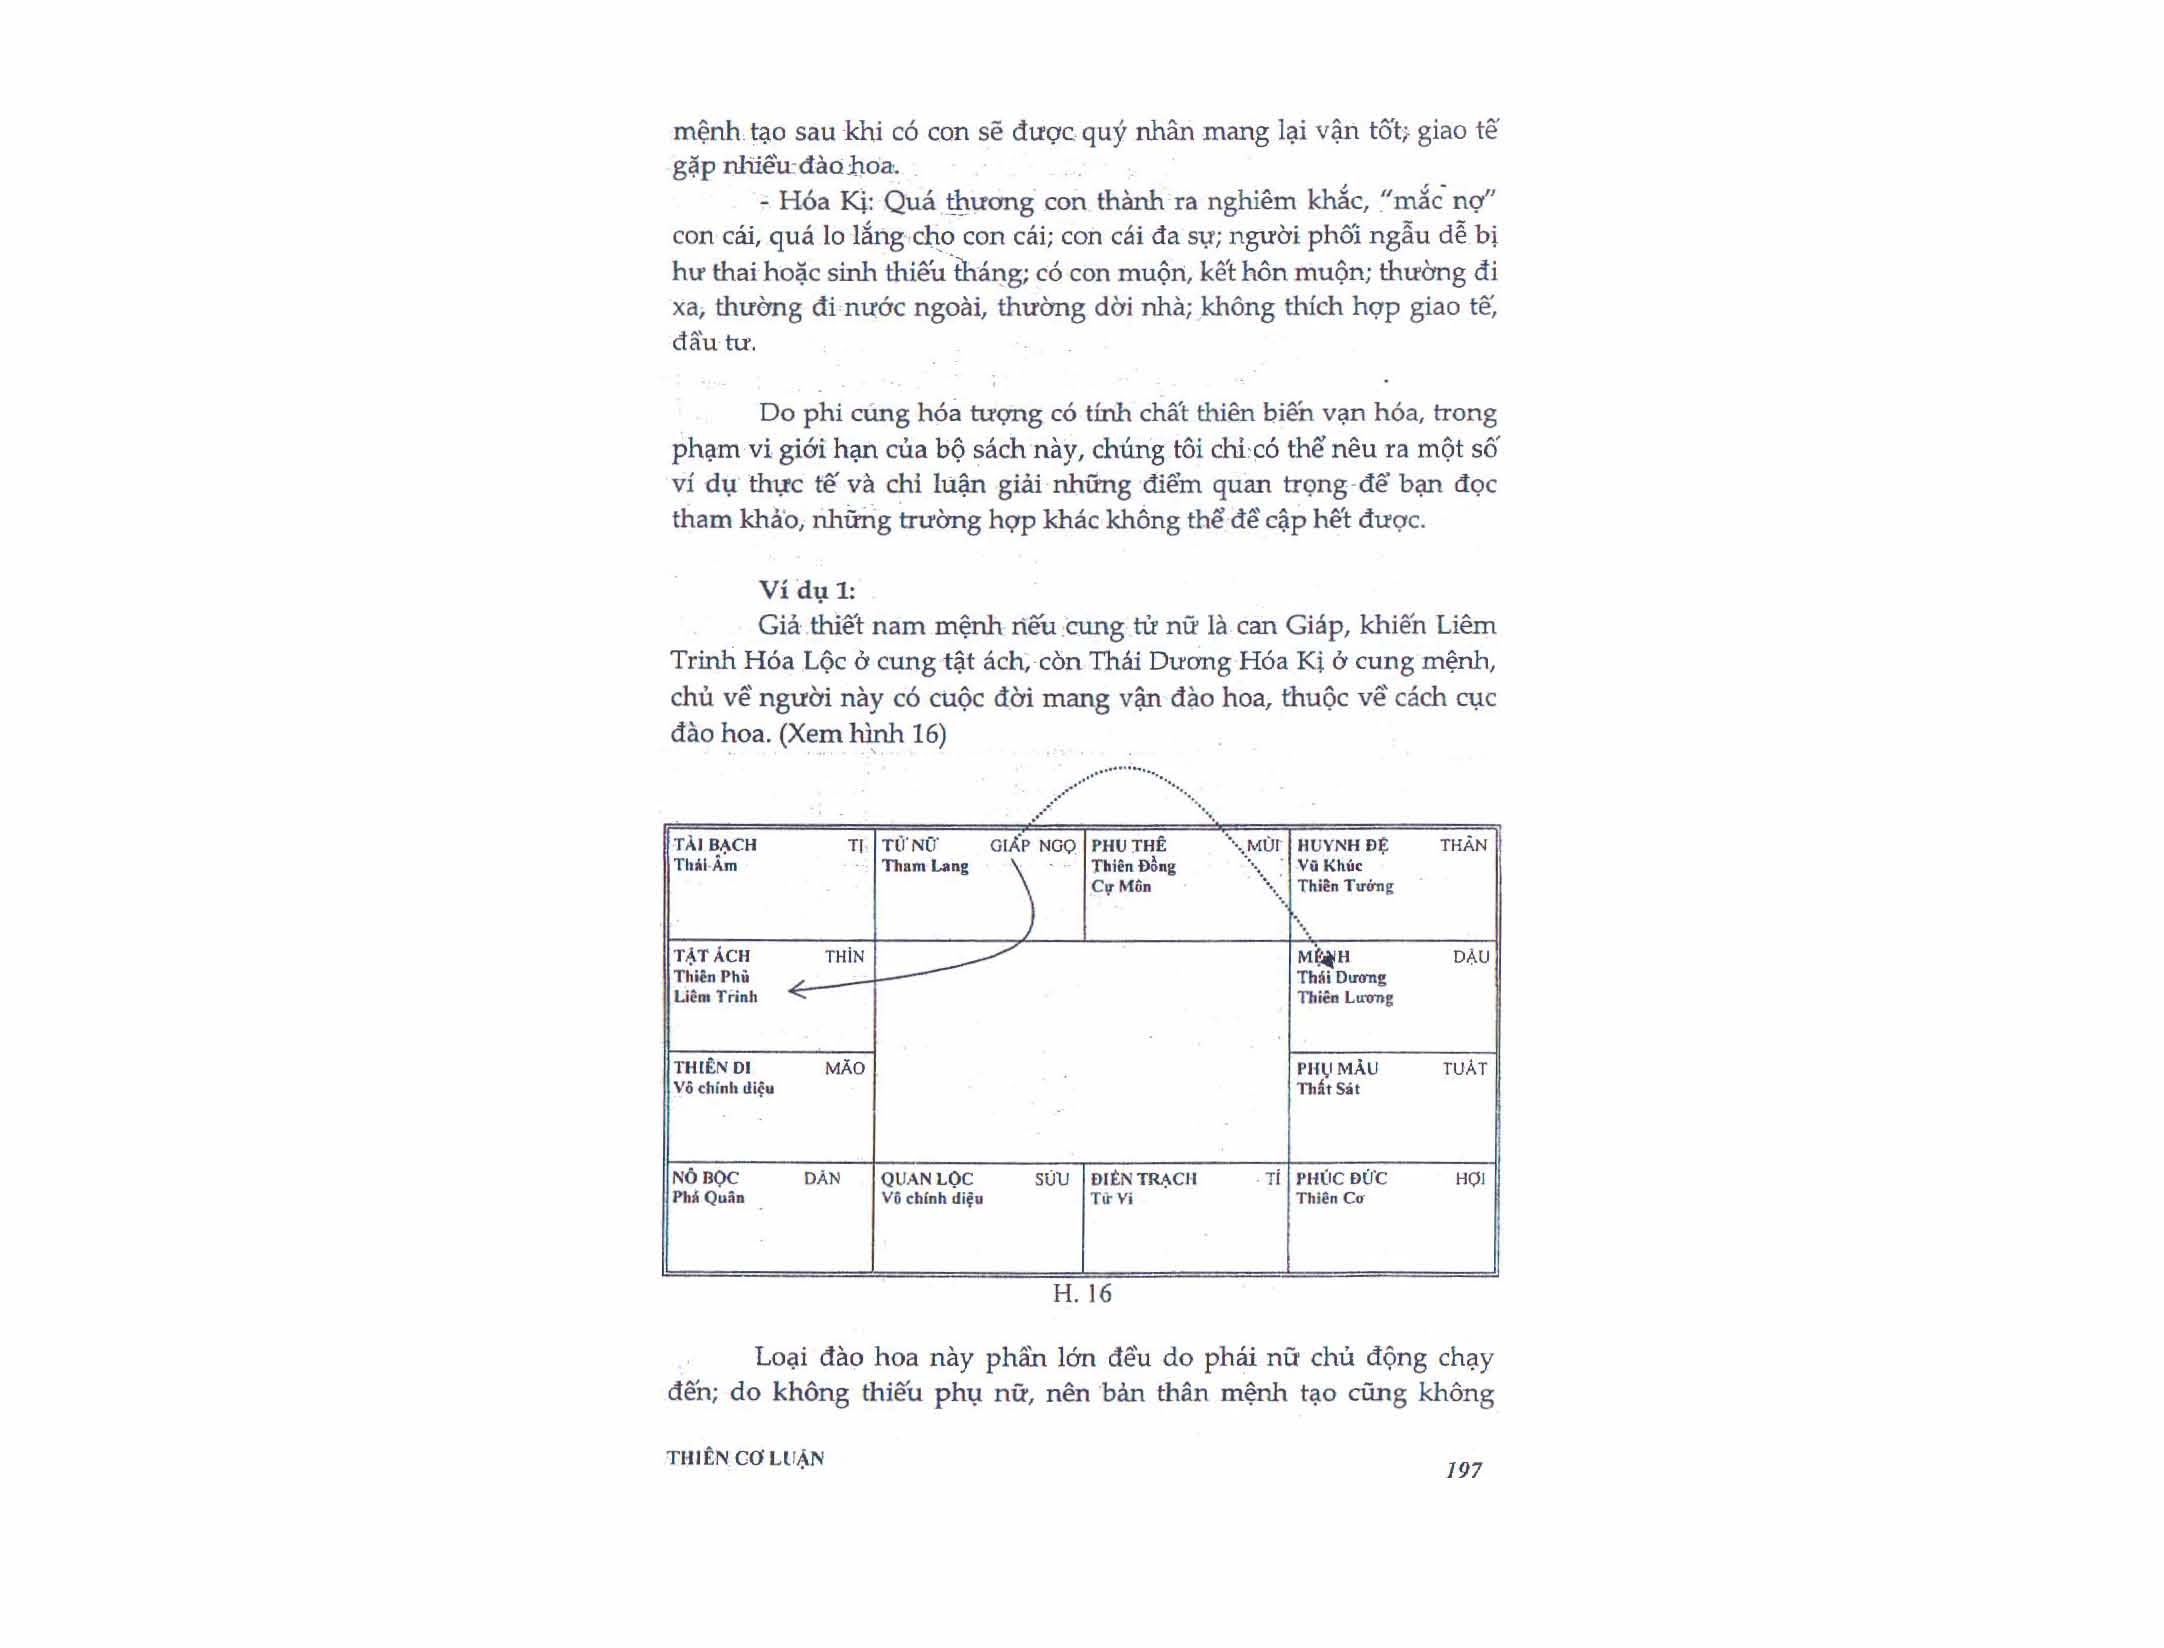 mệnh tạo sau khi có con sẽ được quý nhân mang lại vận tốt; giao tế
gặp nhiều đào hoa.
- Hóa Kị: Quá thương con thành ra nghiêm khắc, "mắc nợ"
con cái, quá lo lắng cho con cái; con cái đa sự; người phối ngẫu dễ bị
hư thai hoặc sinh thiếu tháng; có con muộn, kết hôn muộn; thường đi
xa, thường đi nước ngoài, thường dời nhà; không thích hợp giao tế,
đầu tư.
Do phi cung hóa tượng có tính chất thiên biến vạn hóa, trong
phạm vi giới hạn của bộ sách này, chúng tôi chỉ có thể nêu ra một số
ví dụ thực tế và chỉ luận giải những điểm quan trọng để bạn đọc
tham khảo, những trường hợp khác không thể đề cập hết được.
Ví dụ 1:
Giả thiết nam mệnh nếu cung tử nữ là can Giáp, khiến Liêm
Trinh Hóa Lộc ở cung tật ách, còn Thái Dương Hóa Kị ở cung mệnh,
chủ về người này có cuộc đời mang vận đào hoa, thuộc về cách cục
đào hoa. (Xem hình 16)
TÀI BẠCH TỊ
Thái Âm
TỬ NỮ GIÁP NGỌ
Tham Lang
PHU THÊ MÙI
Thiên Đồng
Cự Môn
HUYNH ĐỆ THÂN
Vũ Khúc
Thiên Tướng
TẬT ÁCH THÌN
Thiên Phủ
Liêm Trinh
MỆNH DẬU
Thái Dương
Thiên Lương
THIÊN DI MÃO
Vô chính diệu
PHỤ MẪU TUẤT
Thất Sát
NÔ BỘC DẦN
Phá Quân
QUAN LỘC SỬU
Vô chính diệu
ĐIỀN TRẠCH TÍ
Tử Vi
PHÚC ĐỨC HỢI
Thiên Cơ
H. 16
Loại đào hoa này phần lớn đều do phái nữ chủ động chạy
đến; do không thiếu phụ nữ, nên bản thân mệnh tạo cũng không
THIÊN CƠ LUẬN
197